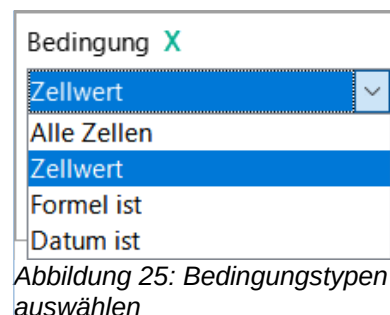 Bedingung X
Zellwert
Alle Zellen
Zellwert
Formel ist
Datum ist
Abbildung 25: Bedingungstypen
auswählen